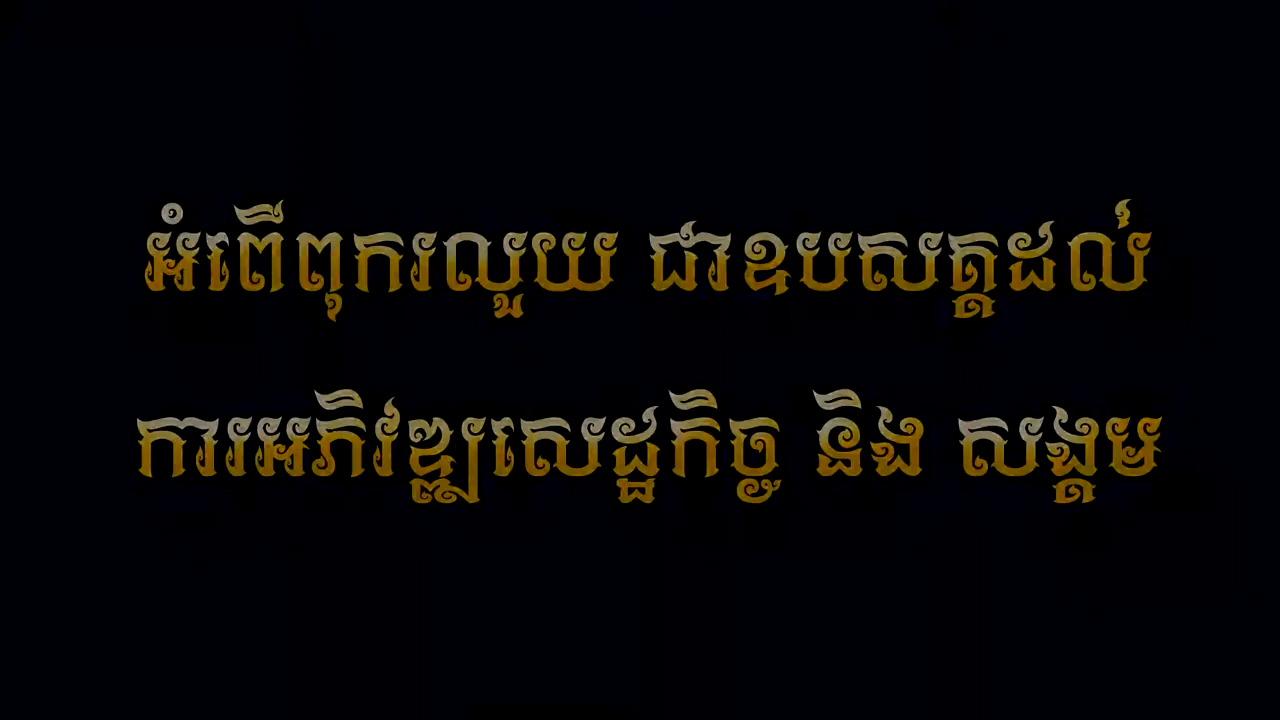 អំពើពុករលួយ ជាឧបសគ្គដល់
ការអភិវឌ្ឍរសេដ្ឋកិច្ច និង សង្គម